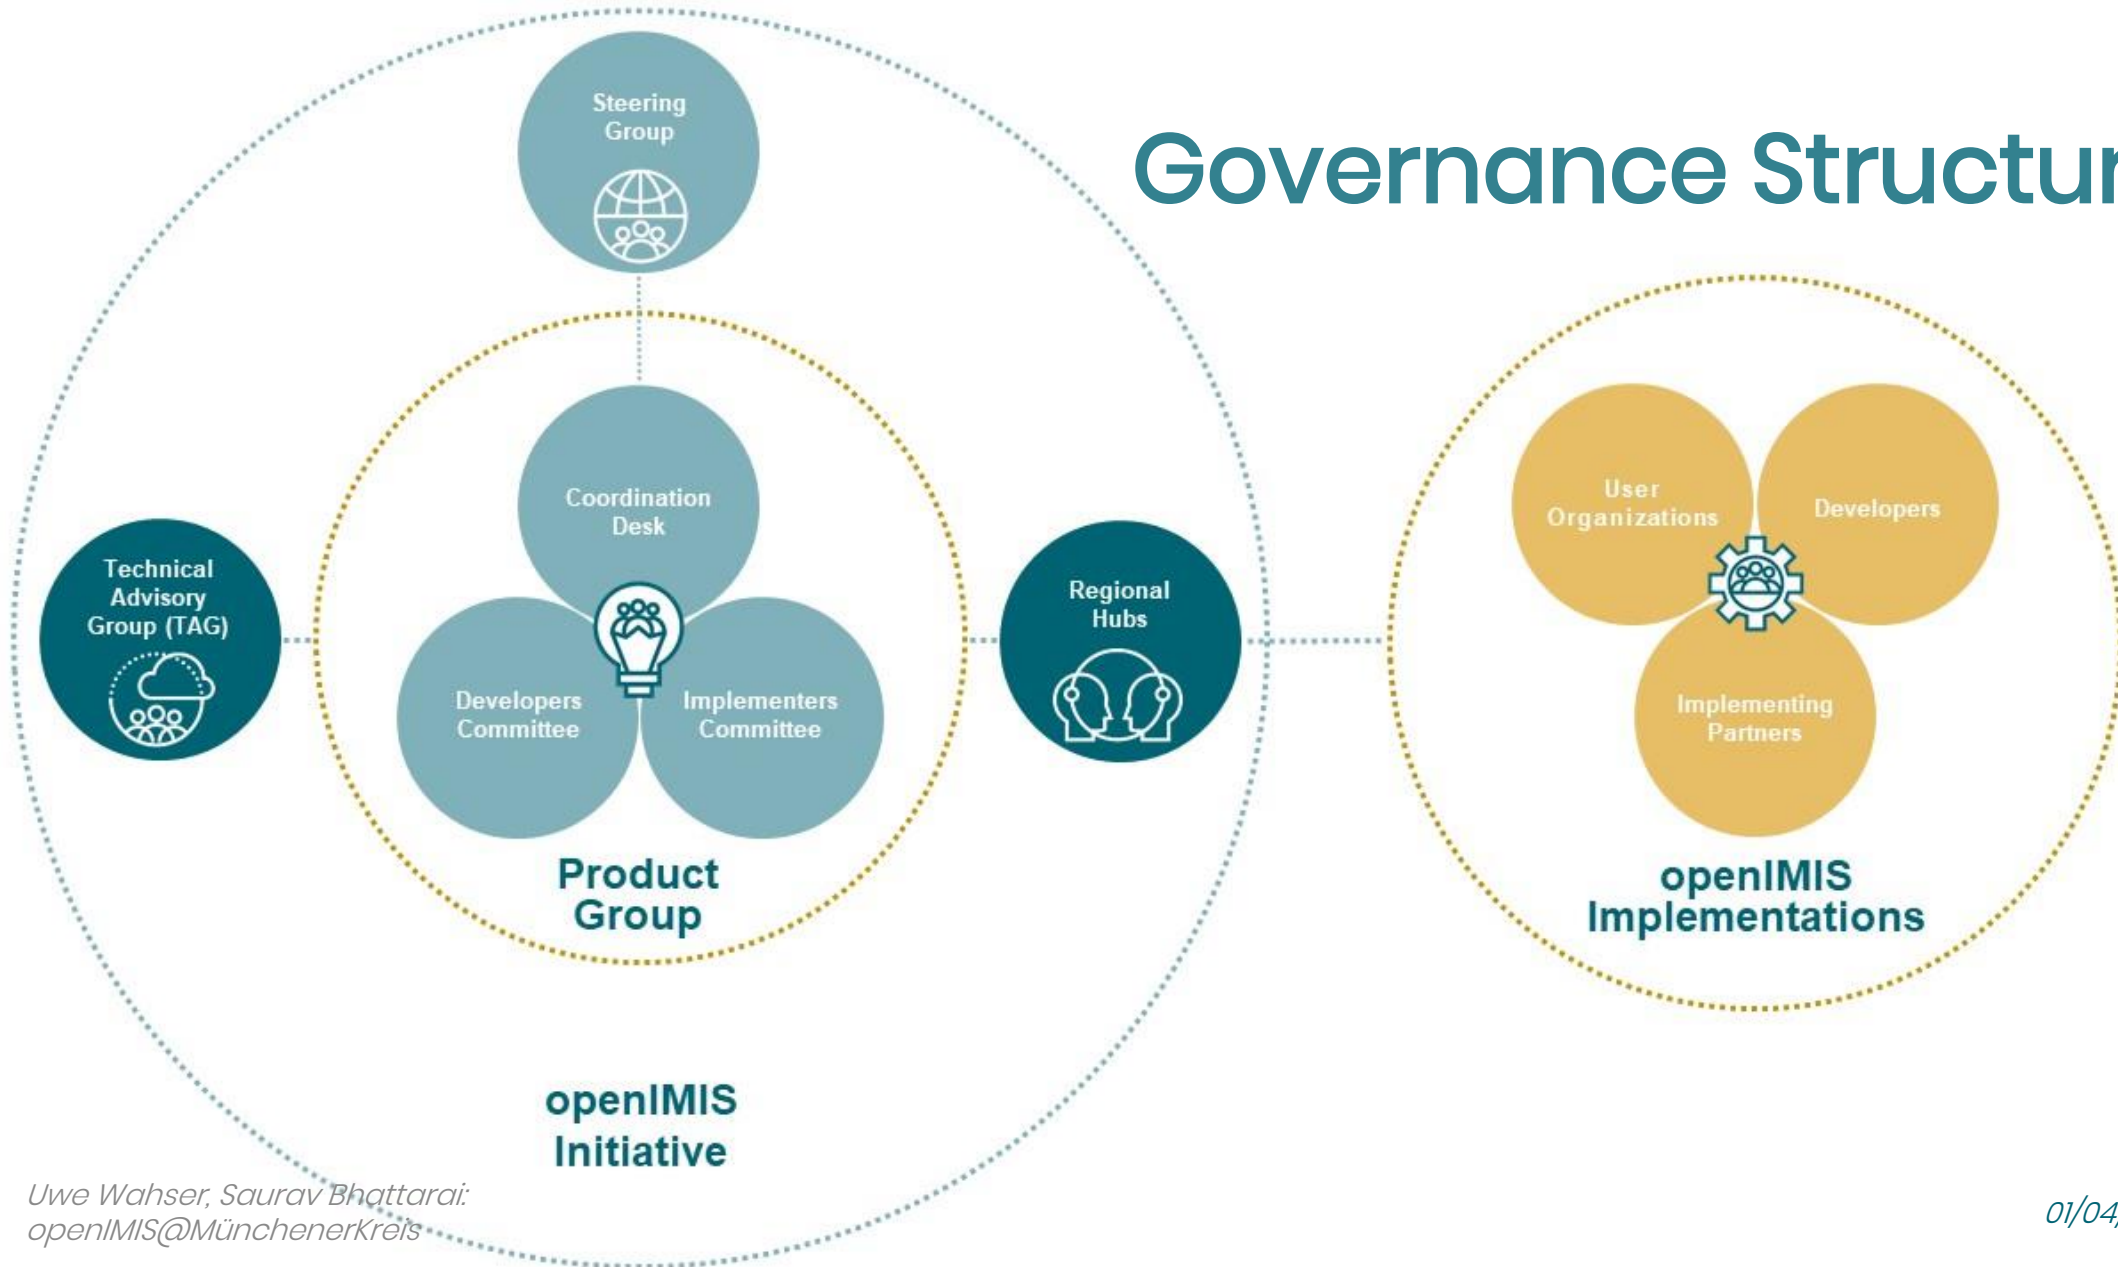 Governance Structur
Steering
Group
Coordination
Desk
Technical
Advisory
Group (TAG)
Developers
Committee
Implementers
Committee
Product
Group
Regional
Hubs
User
Organizations
Developers
Implementing
Partners
openIMIS
Implementations
openIMIS
Initiative
Uwe Wahser, Saurav Bhattarai:
openIMIS@MünchenerKreis
01/04/